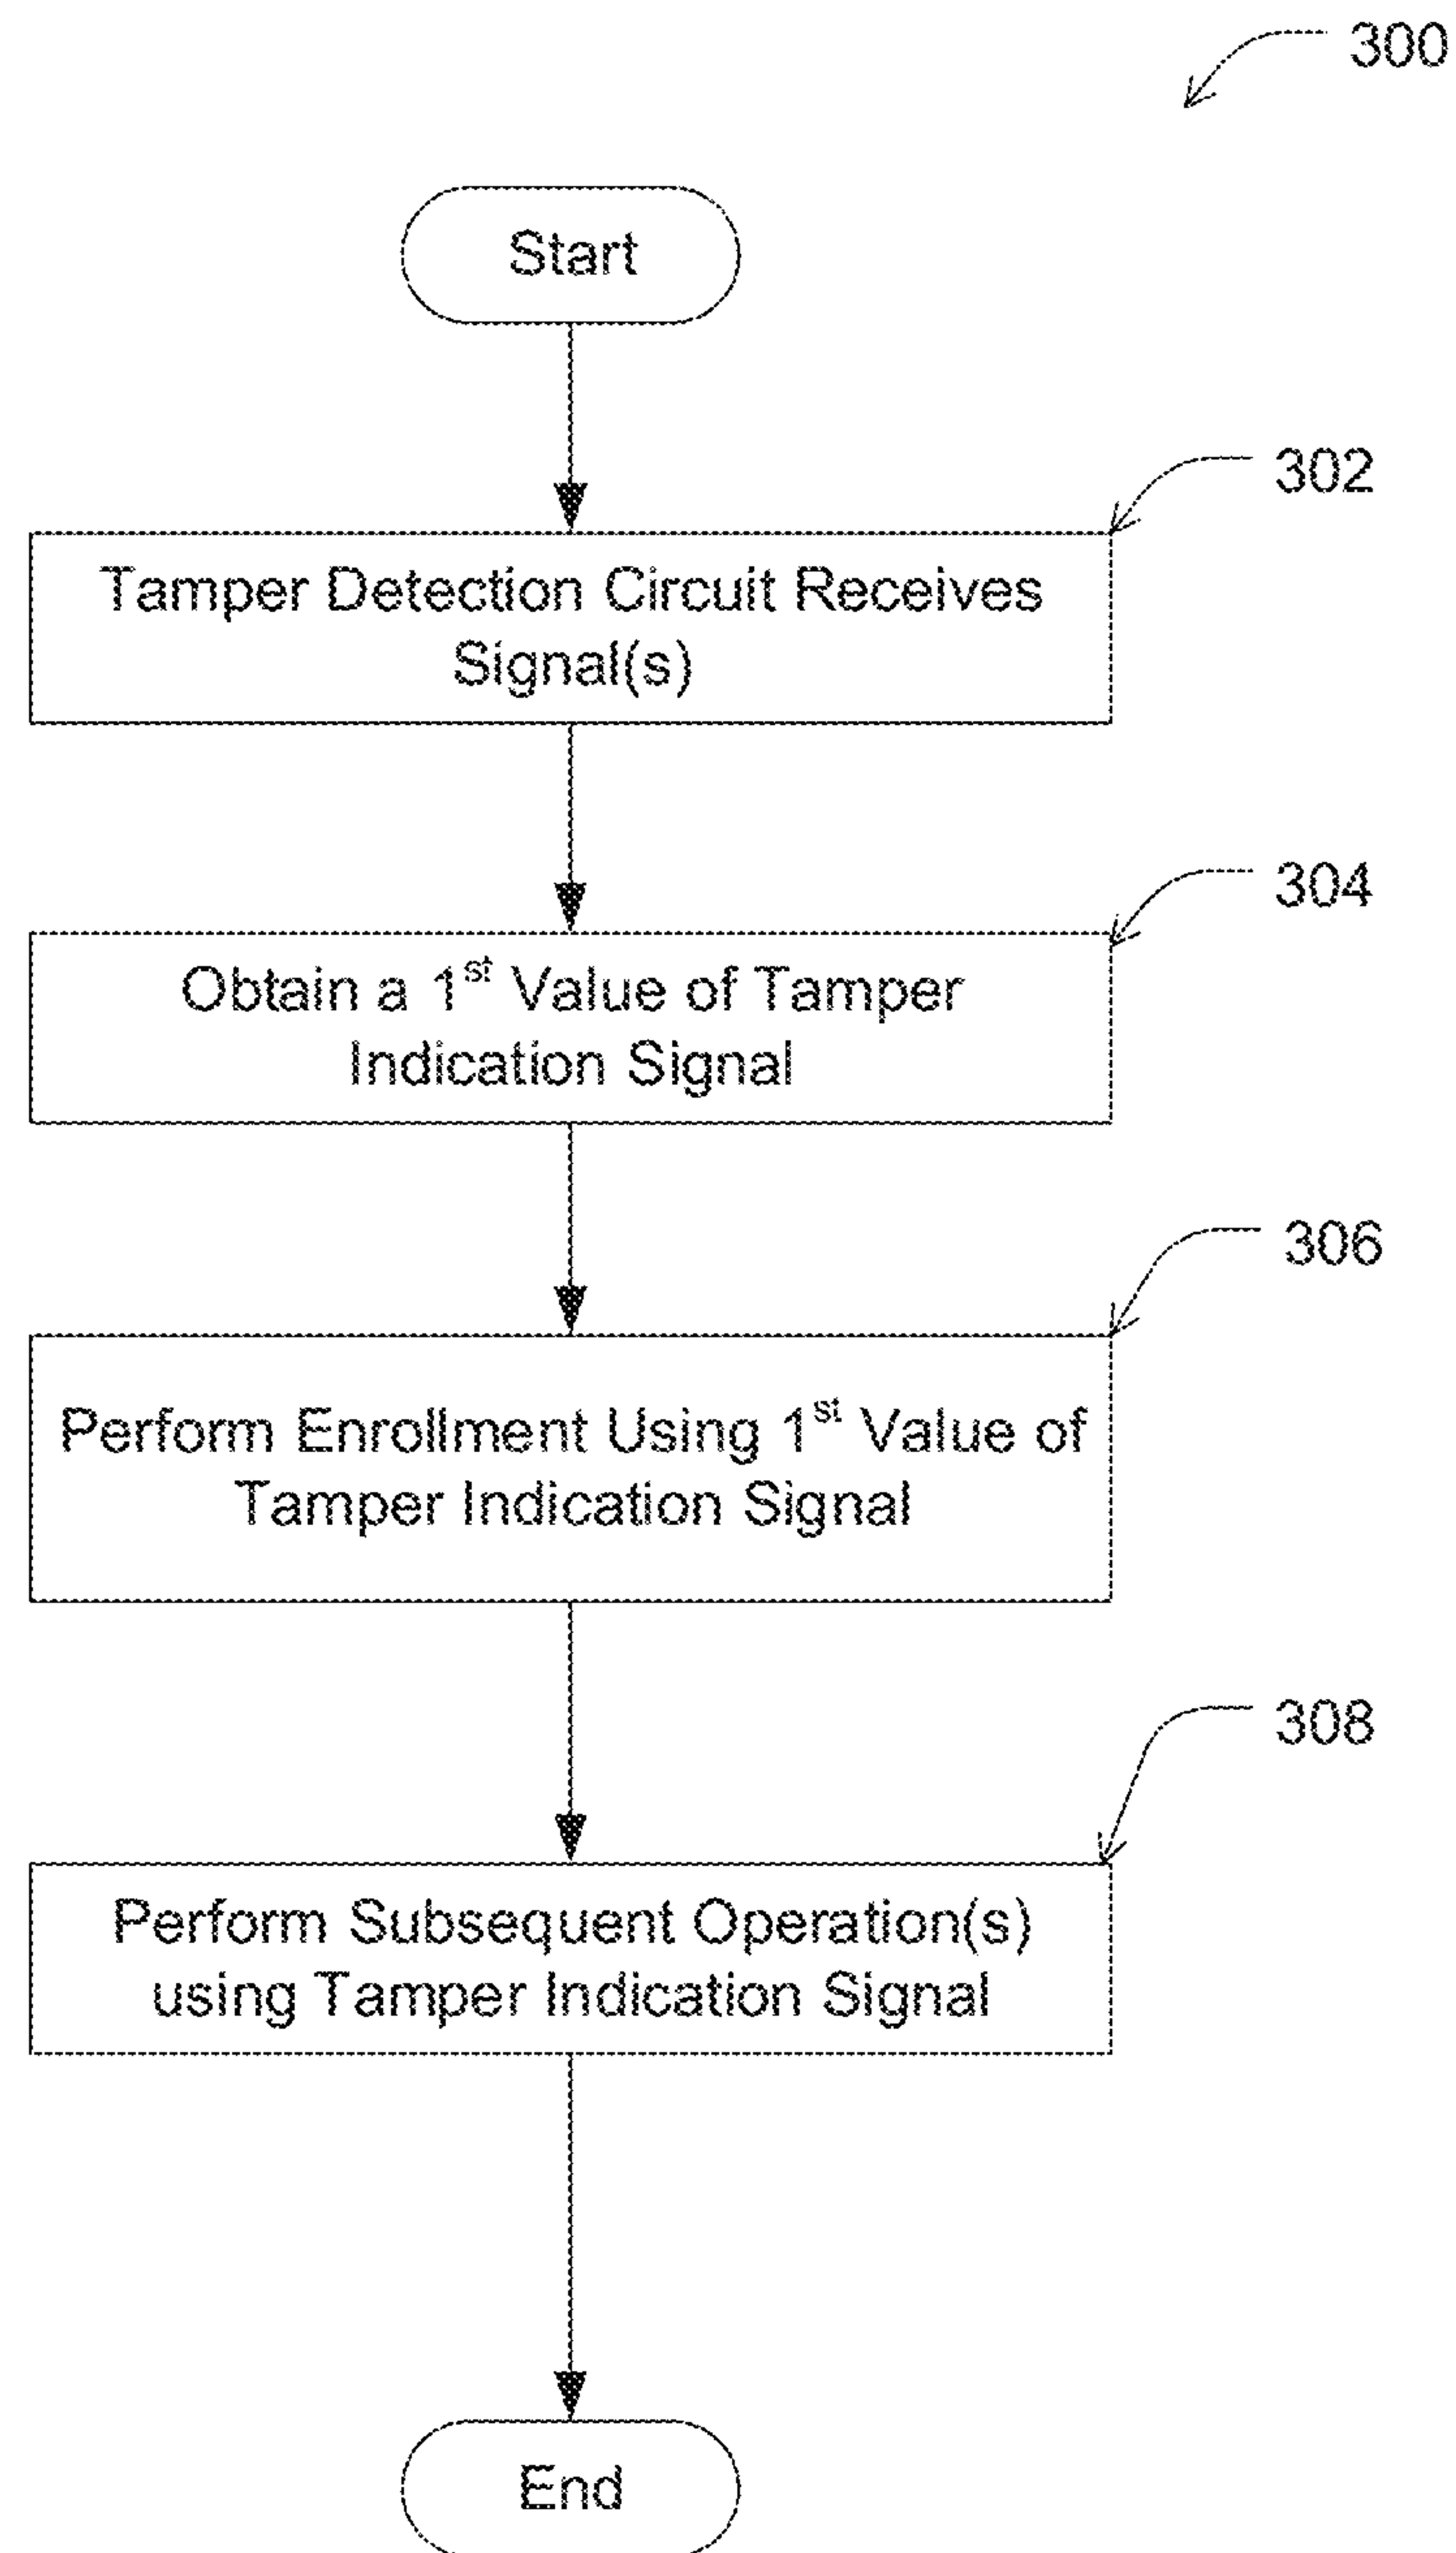 300
Start
302
Tamper Detection Circuit Receives
Signal(s)
304
Obtain a 1st Value of Tamper
Indication Signal
306
Perform Enrollment Using 1st Value of
Tamper Indication Signal
308
Perform Subsequent Operation(s)
using Tamper Indication Signal
End